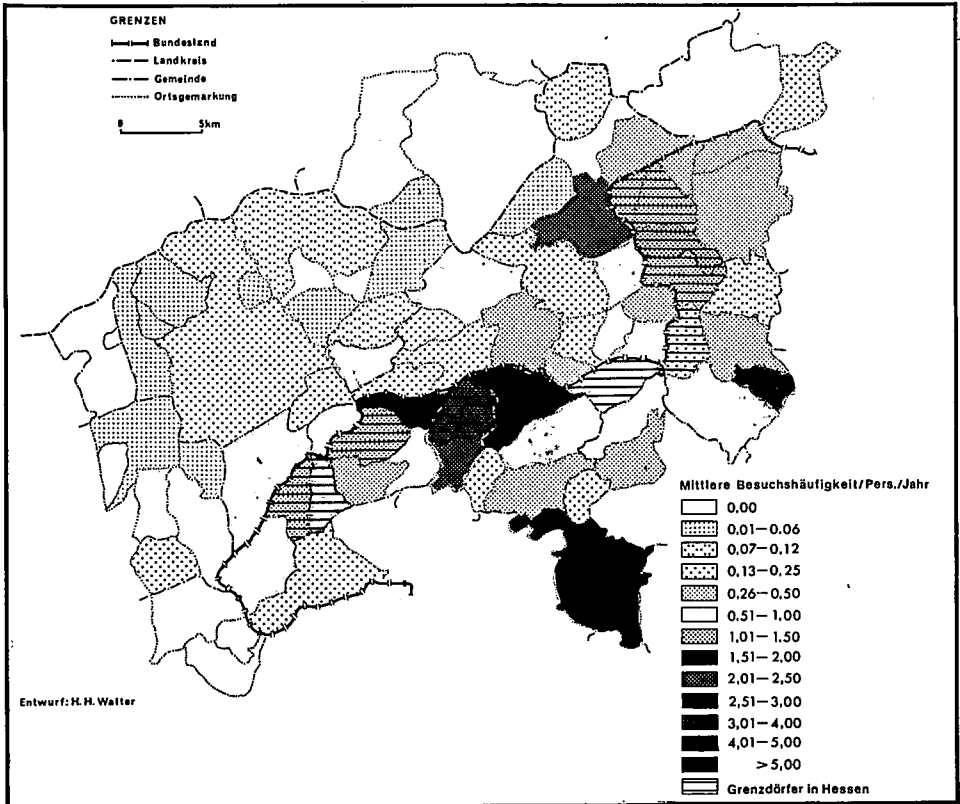 GRENZEN
Bundesland
Landkreis
Gemeinde
Ortsgemarkung
0 5km
Mittlere Besuchshäufigkeit/Pers./Jahr
0,00
0,01—0,06
0,07—0,12
0,13—0,25
0,26—0,50
0,51—1,00
1,01—1,50
1,51—2,00
2,01—2,50
2,51—3,00
3,01—4,00
4,01—5,00
>5,00
Grenzdörfer in Hessen
Entwurf: H.H. Walter